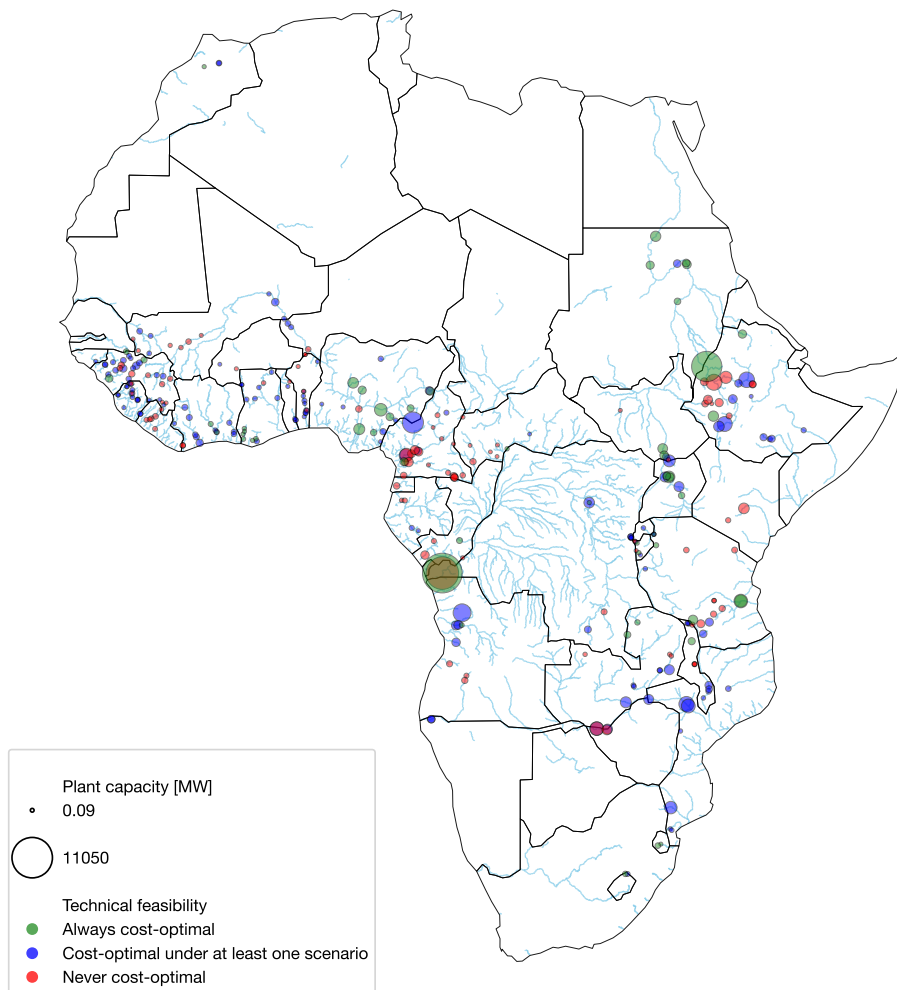 Plant capacity [MW]
0.09
11050
Technical feasibility
Always cost-optimal
Cost-optimal under at least one scenario
Never cost-optimal